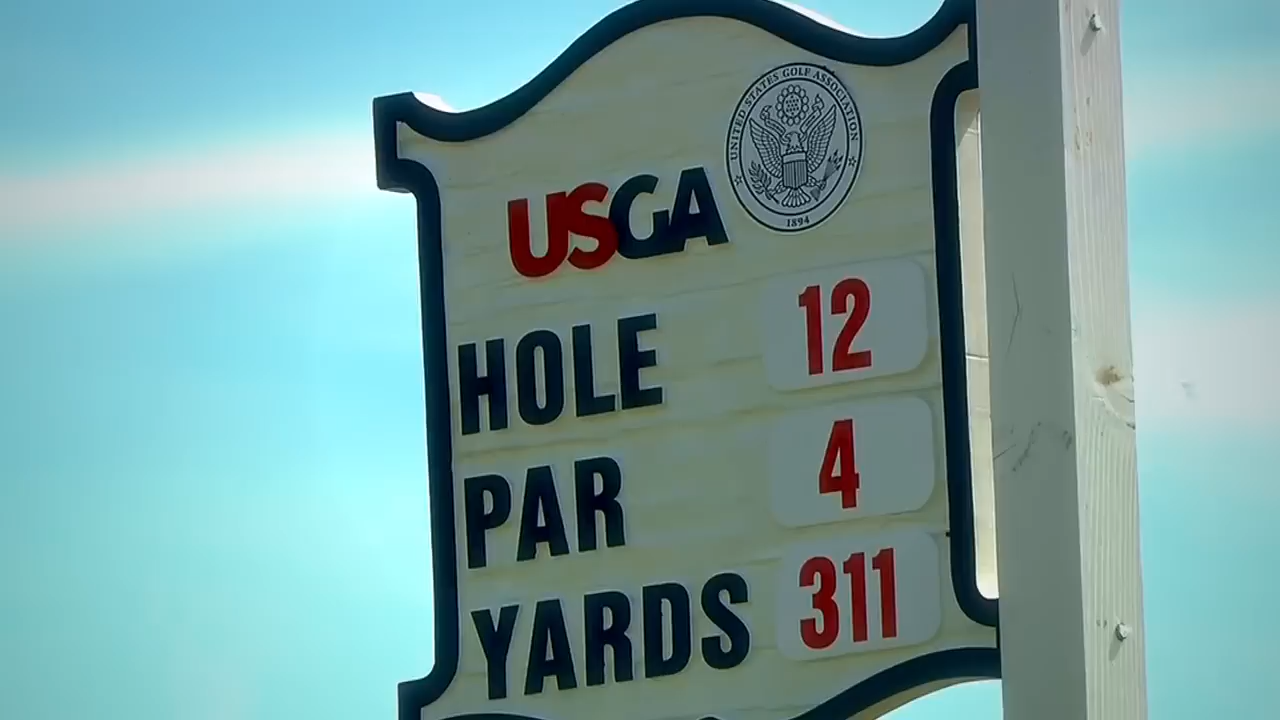 UNITED STATES GOLF ASSOCIATION
1894
USGA
HOLE 12
PAR 4
YARDS 311